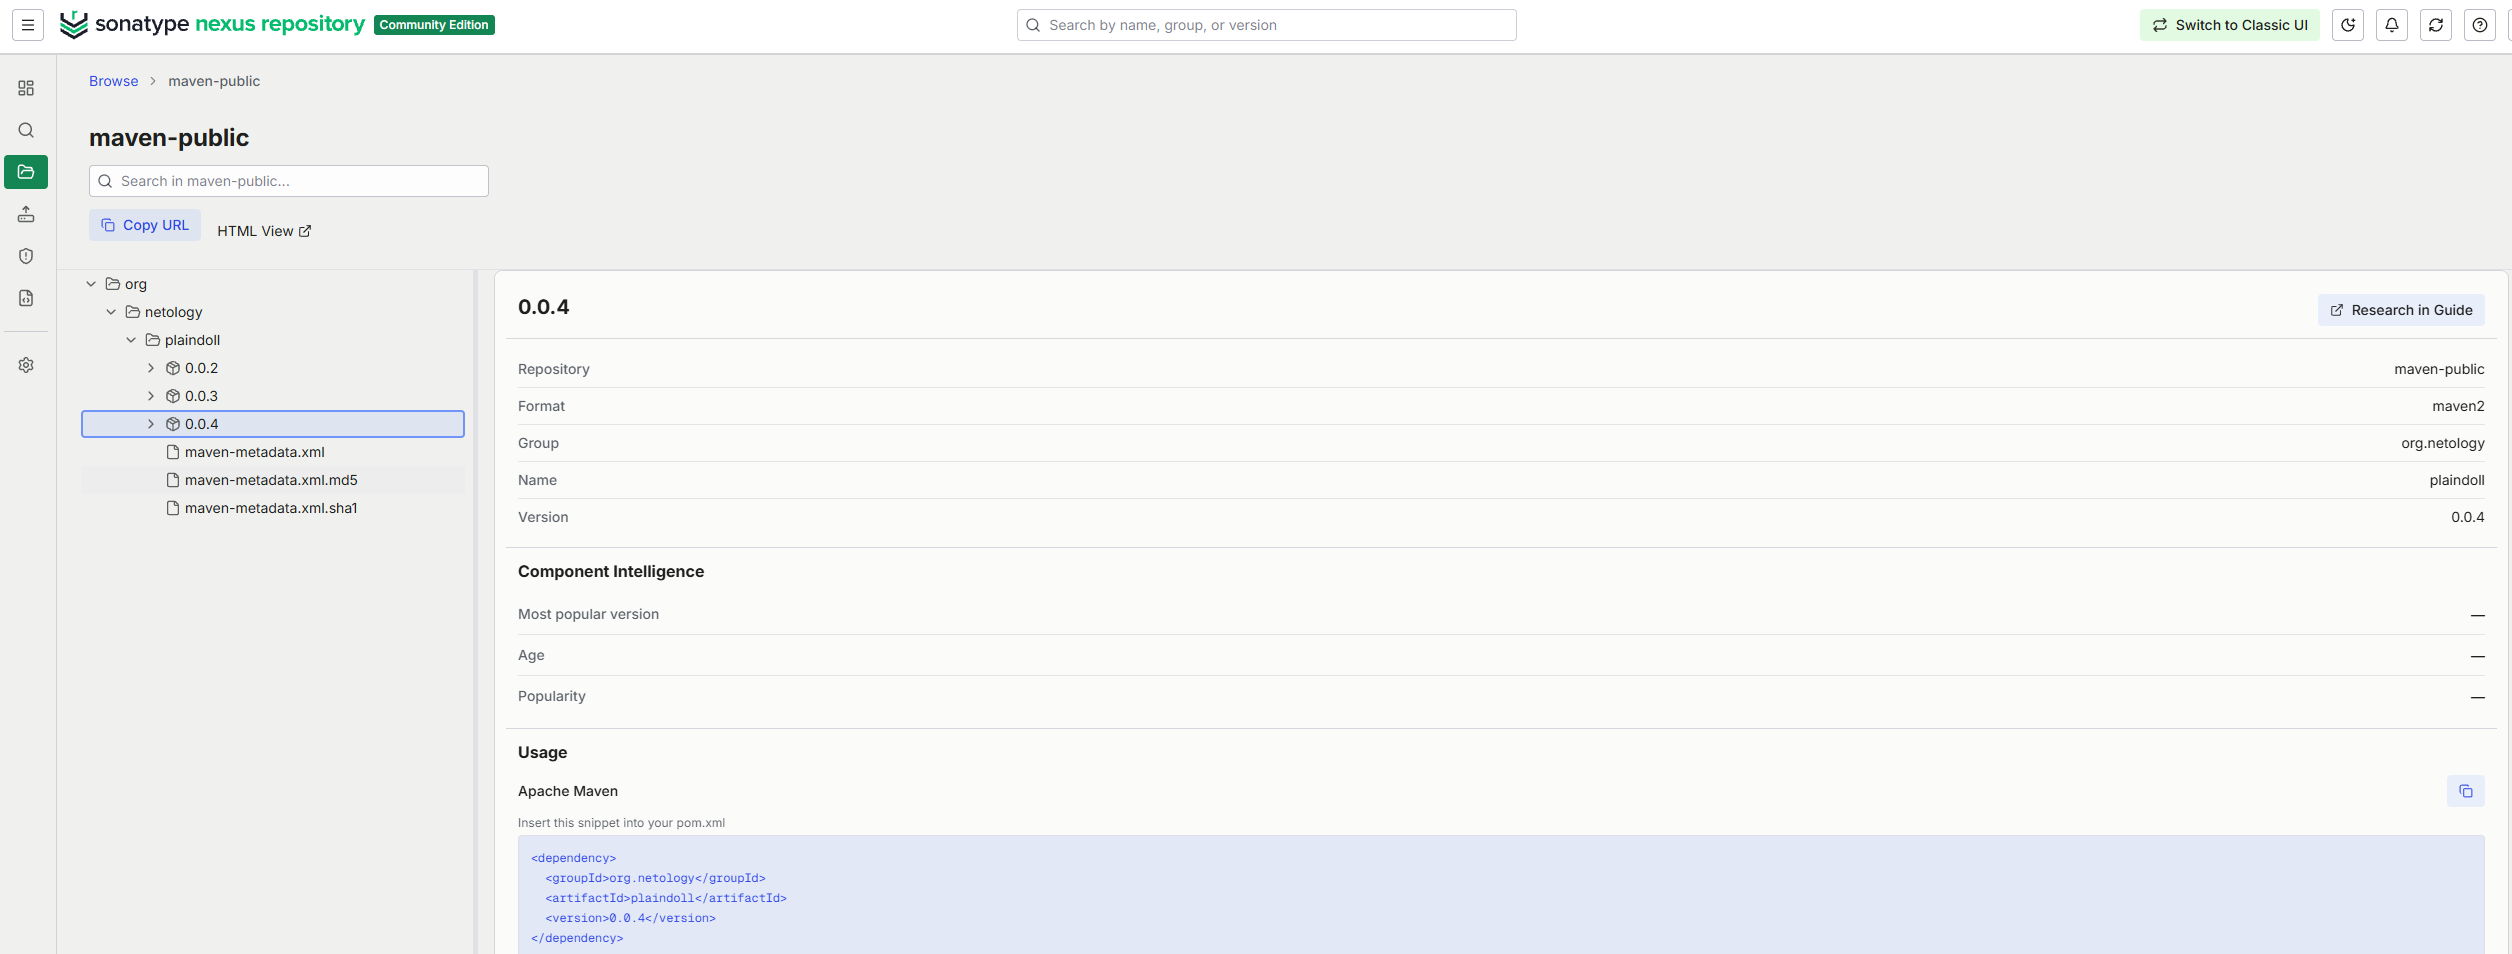 sonatype nexus repository Community Edition
Search by name, group, or version
Switch to Classic UI
Browse > maven-public
maven-public
Search in maven-public...
Copy URL
HTML View
org
netology
plaindoll
0.0.2
0.0.3
0.0.4
maven-metadata.xml
maven-metadata.xml.md5
maven-metadata.xml.sha1
0.0.4
Research in Guide
Repository maven-public
Format maven2
Group org.netology
Name plaindoll
Version 0.0.4
Component Intelligence
Most popular version —
Age —
Popularity —
Usage
Apache Maven
Insert this snippet into your pom.xml
<dependency>
  <groupId>org.netology</groupId>
  <artifactId>plaindoll</artifactId>
  <version>0.0.4</version>
</dependency>